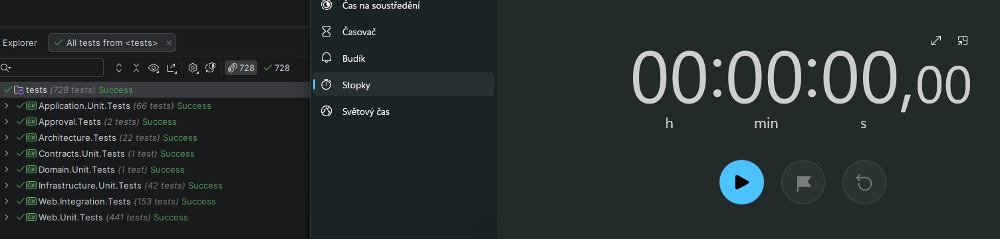 Explorer
All tests from <tests>
728
728
tests (728 tests) Success
Application.Unit.Tests (66 tests) Success
Approval.Tests (2 tests) Success
Architecture.Tests (22 tests) Success
Contracts.Unit.Tests (1 test) Success
Domain.Unit.Tests (1 test) Success
Infrastructure.Unit.Tests (42 tests) Success
Web.Integration.Tests (153 tests) Success
Web.Unit.Tests (441 tests) Success
Čas na soustředění
Časovač
Budík
Stopky
Světový čas
00:00:00,00
h min s